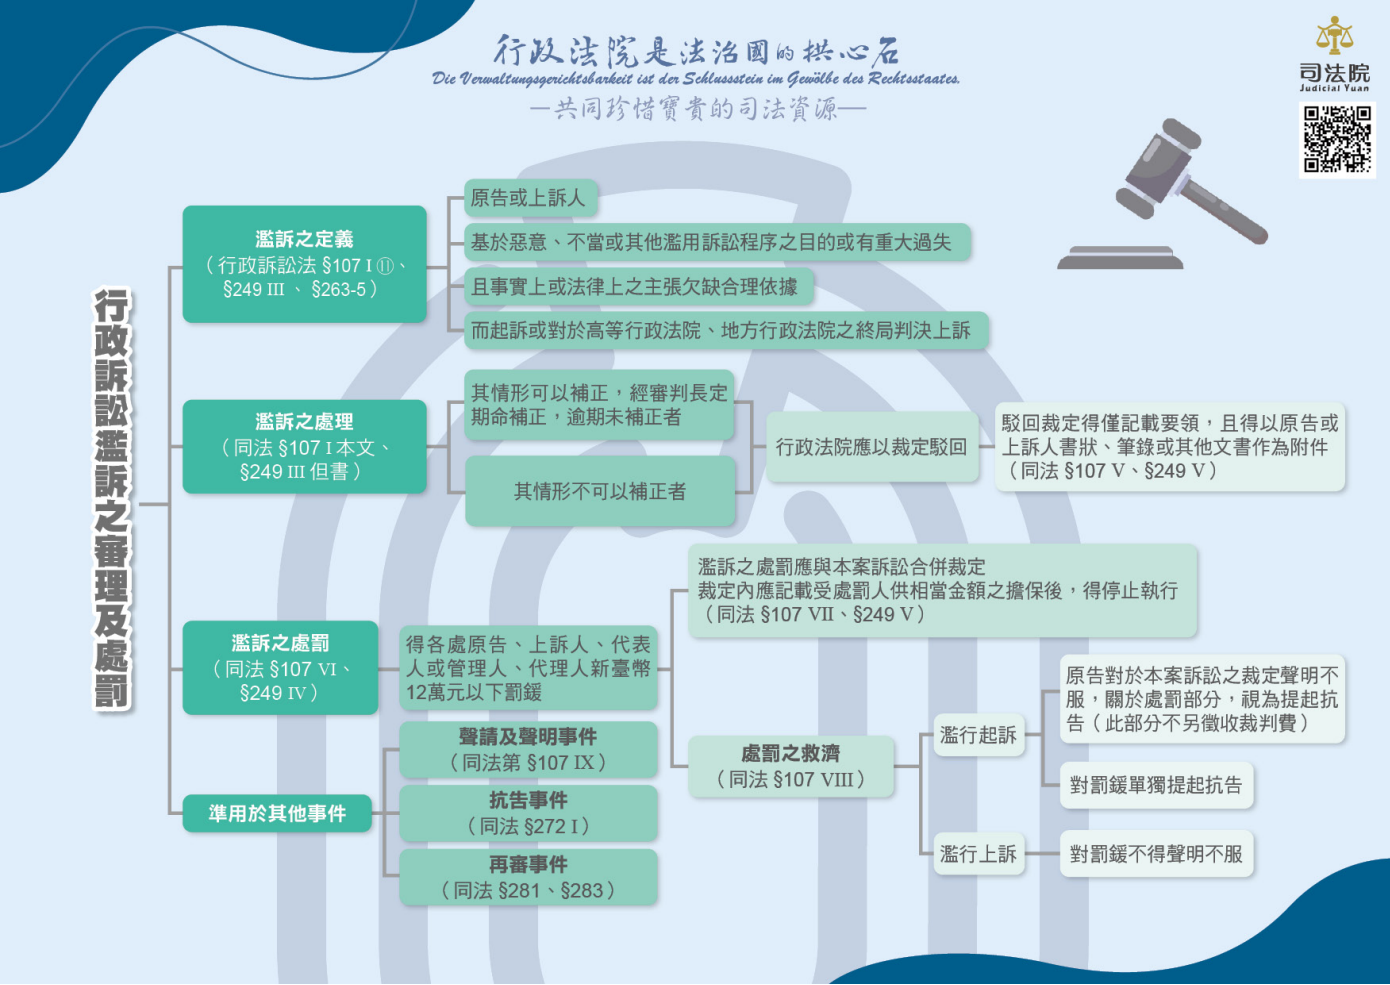 行政法院是法治國的拱心石
Die Verwaltungsgerichtsbarkeit ist der Schlussstein im Gewölbe des Rechtsstaates.
—共同珍惜寶貴的司法資源—
司法院
Judicial Yuan
行政訴訟濫訴之審理及處罰
濫訴之定義
（行政訴訟法 §107 I ⑪、
§249 III 、 §263-5）
原告或上訴人
基於惡意、不當或其他濫用訴訟程序之目的或有重大過失
且事實上或法律上之主張欠缺合理依據
而起訴或對於高等行政法院、地方行政法院之終局判決上訴
濫訴之處理
（同法 §107 I 本文、
§249 III 但書）
其情形可以補正，經審判長定
期命補正，逾期未補正者
其情形不可以補正者
行政法院應以裁定駁回
駁回裁定得僅記載要領，且得以原告或
上訴人書狀、筆錄或其他文書作為附件
（同法 §107 V、§249 V）
濫訴之處罰
（同法 §107 VI、
§249 IV）
得各處原告、上訴人、代表
人或管理人、代理人新臺幣
12萬元以下罰鍰
濫訴之處罰應與本案訴訟合併裁定
裁定內應記載受處罰人供相當金額之擔保後，得停止執行
（同法 §107 VII、§249 V）
處罰之救濟
（同法 §107 VIII）
濫行起訴
原告對於本案訴訟之裁定聲明不
服，關於處罰部分，視為提起抗
告（此部分不另徵收裁判費）
對罰鍰單獨提起抗告
濫行上訴
對罰鍰不得聲明不服
準用於其他事件
聲請及聲明事件
（同法第 §107 IX）
抗告事件
（同法 §272 I）
再審事件
（同法 §281、§283）